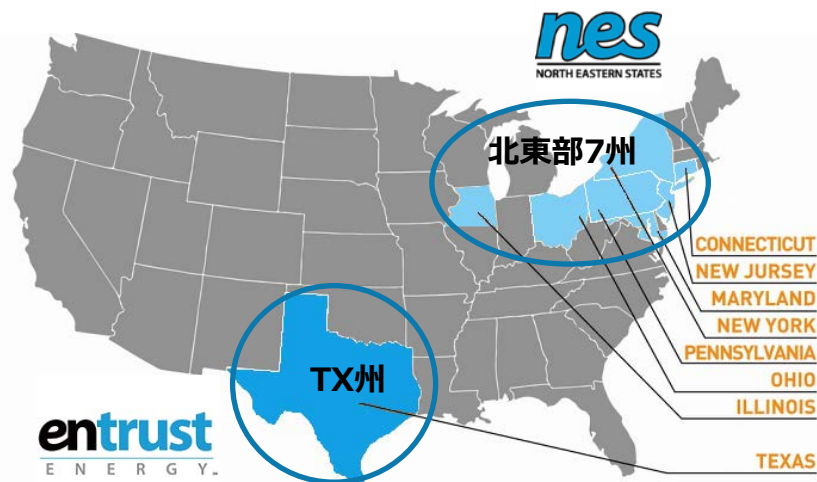 nes
NORTH EASTERN STATES
北東部7州
CONNECTICUT
NEW JURSEY
MARYLAND
NEW YORK
PENNSYLVANIA
OHIO
ILLINOIS
TX州
entrust
ENERGY
TEXAS